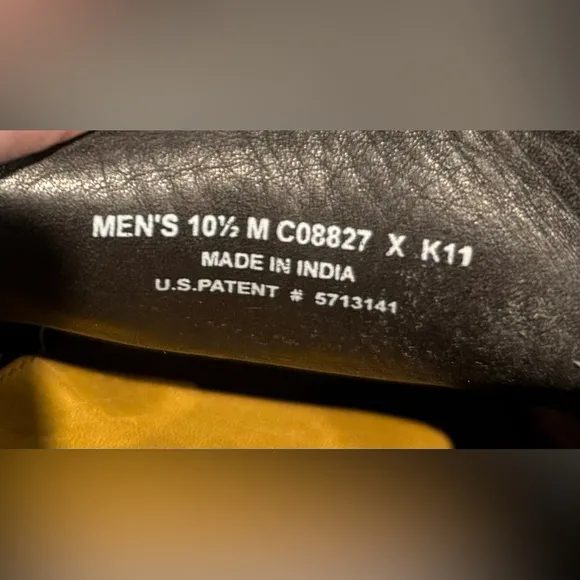 MEN'S 10½ M C08827 X K11
MADE IN INDIA
U.S.PATENT # 5713141